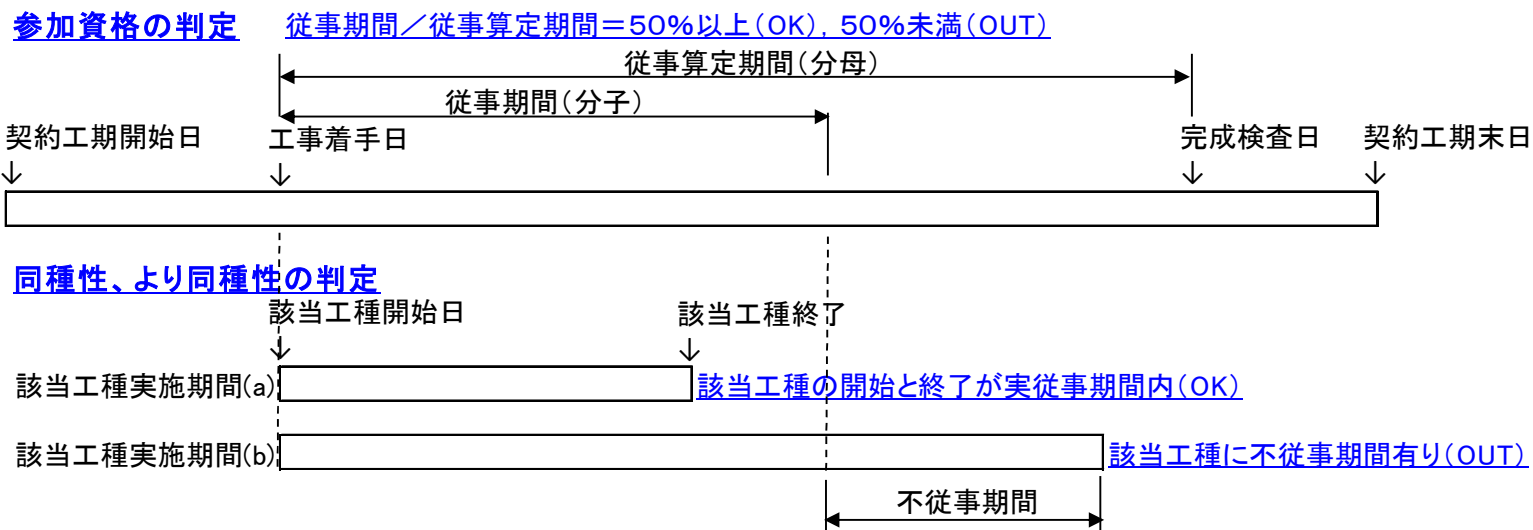 参加資格の判定 従事期間／従事算定期間＝50%以上(OK)，50%未満(OUT)
従事算定期間(分母)
従事期間(分子)
契約工期開始日 工事着手日 完成検査日 契約工期末日
↓ ↓ ↓ ↓
同種性、より同種性の判定
該当工種開始日 該当工種終了
↓ ↓
該当工種実施期間(a) 該当工種の開始と終了が実従事期間内(OK)
該当工種実施期間(b) 該当工種に不従事期間有り(OUT)
不従事期間